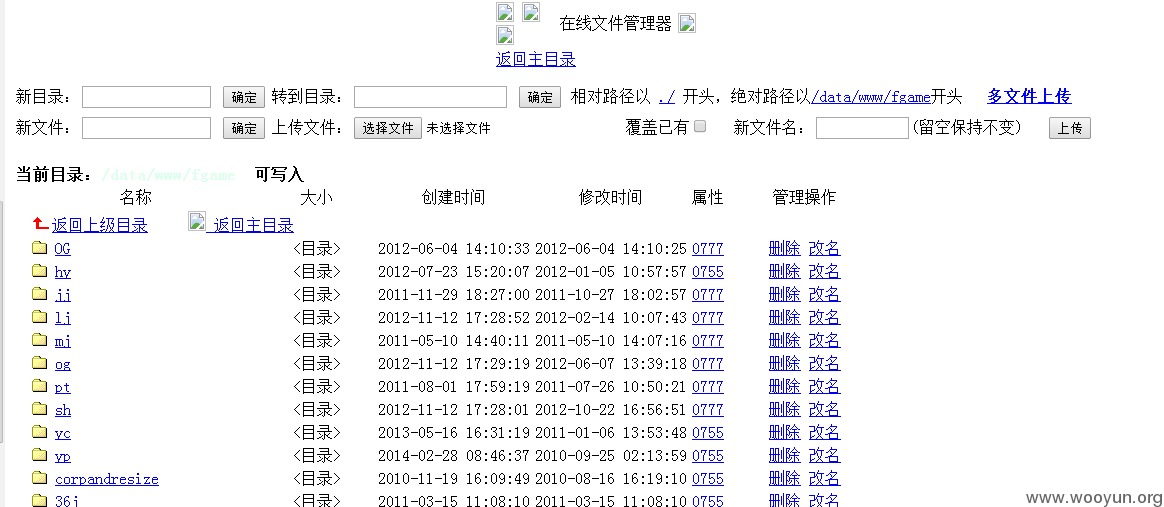 在线文件管理器
返回主目录
新目录： 确定 转到目录： 确定 相对路径以 ./ 开头，绝对路径以/data/www/fgame开头 多文件上传
新文件： 确定 上传文件： 选择文件 未选择文件 覆盖已有 新文件名： (留空保持不变) 上传
当前目录：/data/www/fgame 可写入
名称 大小 创建时间 修改时间 属性 管理操作
返回上级目录 返回主目录
OG <目录> 2012-06-04 14:10:33 2012-06-04 14:10:25 0777 删除 改名
hy <目录> 2012-07-23 15:20:07 2012-01-05 10:57:57 0755 删除 改名
jj <目录> 2011-11-29 18:27:00 2011-10-27 18:02:57 0777 删除 改名
lj <目录> 2012-11-12 17:28:52 2012-02-14 10:07:43 0777 删除 改名
mj <目录> 2011-05-10 14:40:11 2011-05-10 14:07:16 0777 删除 改名
og <目录> 2012-11-12 17:29:19 2012-06-07 13:39:18 0777 删除 改名
pt <目录> 2011-08-01 17:59:19 2011-07-26 10:50:21 0777 删除 改名
sh <目录> 2012-11-12 17:28:01 2012-10-22 16:56:51 0777 删除 改名
yc <目录> 2013-05-16 16:31:19 2011-01-06 13:53:48 0755 删除 改名
yp <目录> 2014-02-28 08:46:37 2010-09-25 02:13:59 0755 删除 改名
corpandresize <目录> 2010-11-19 16:09:49 2010-08-16 16:19:10 0755 删除 改名
36j <目录> 2011-03-15 11:08:10 2011-03-15 11:08:10 0755 删除 改名
www.wooyun.org